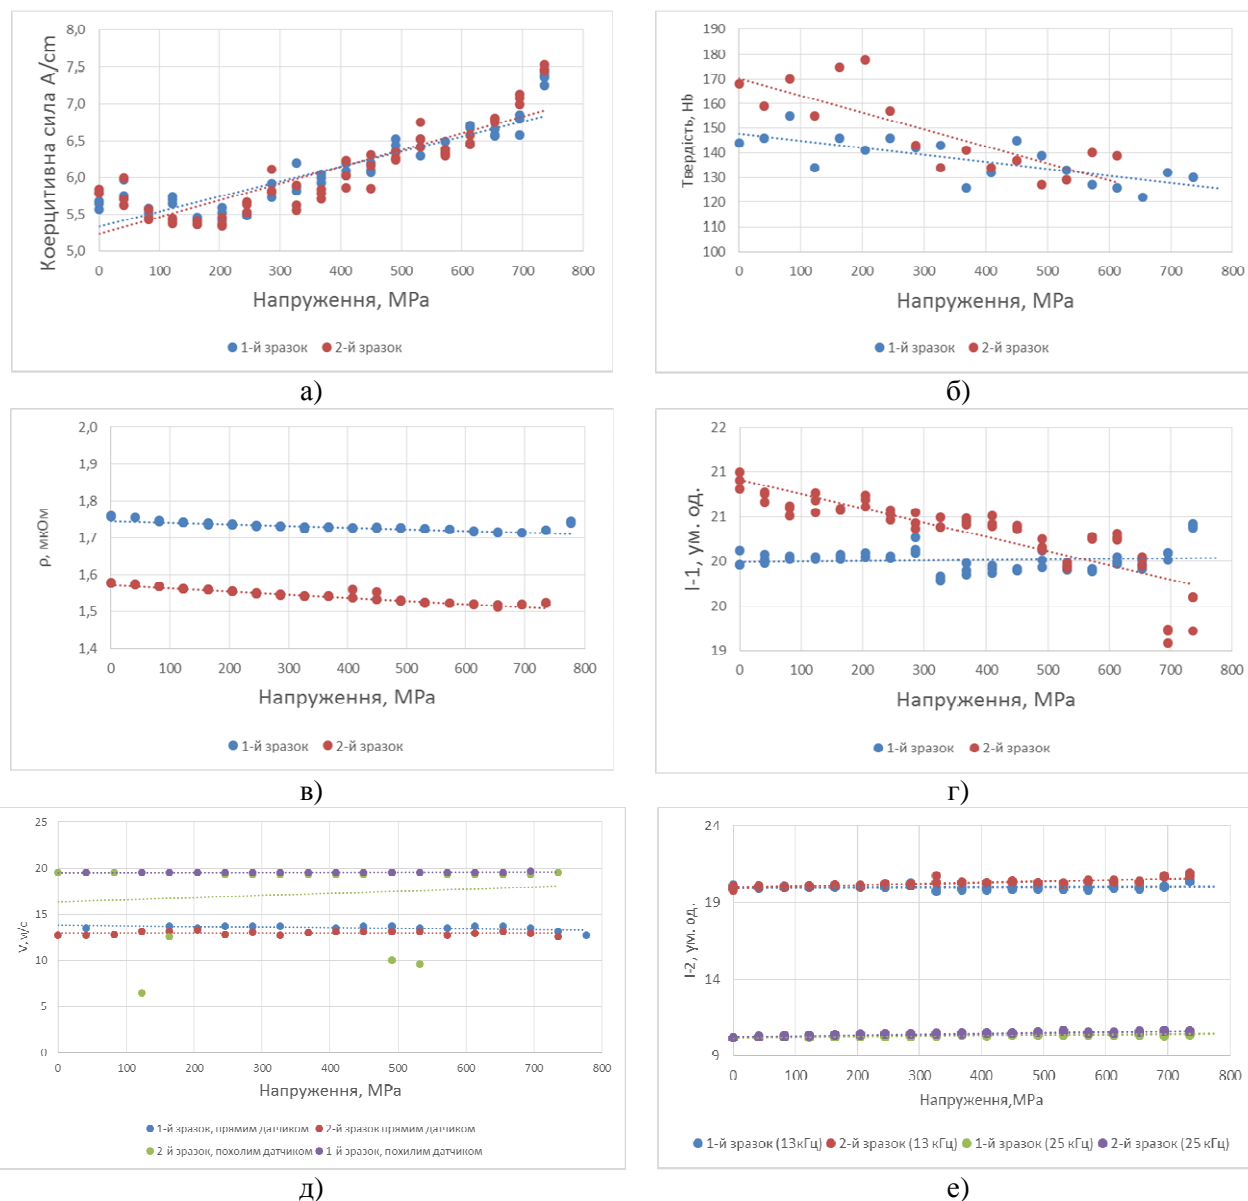 8,0
7,5
7,0
6,5
6,0
5,5
5,0
Коерцитивна сила А/cm
0 100 200 300 400 500 600 700 800
Напруження, MPa
1-й зразок 2-й зразок
а)
190
180
170
160
150
140
130
120
110
100
Твердість, Hb
0 100 200 300 400 500 600 700 800
Напруження, MPa
1-й зразок 2-й зразок
б)
2,0
1,9
1,8
1,7
1,6
1,5
1,4
ρ, мкОм
0 100 200 300 400 500 600 700 800
Напруження, MPa
1-й зразок 2-й зразок
в)
22
21
21
20
20
19
I-1, ум. од.
0 100 200 300 400 500 600 700 800
Напруження, MPa
1-й зразок 2-й зразок
г)
25
20
15
10
5
0
0 100 200 300 400 500 600 700 800
Напруження, MPa
1-й зразок, прямим датчиком 2-й зразок прямим датчиком
2 й зразок, похолим датчиком 1 й зразок, похилим датчиком
д)
24
19
14
9
I-2, ум. од.
0 100 200 300 400 500 600 700 800
Напруження,MPa
1-й зразок (13кГц) 2-й зразок (13 кГц) 1-й зразок (25 кГц) 2-й зразок (25 кГц)
е)